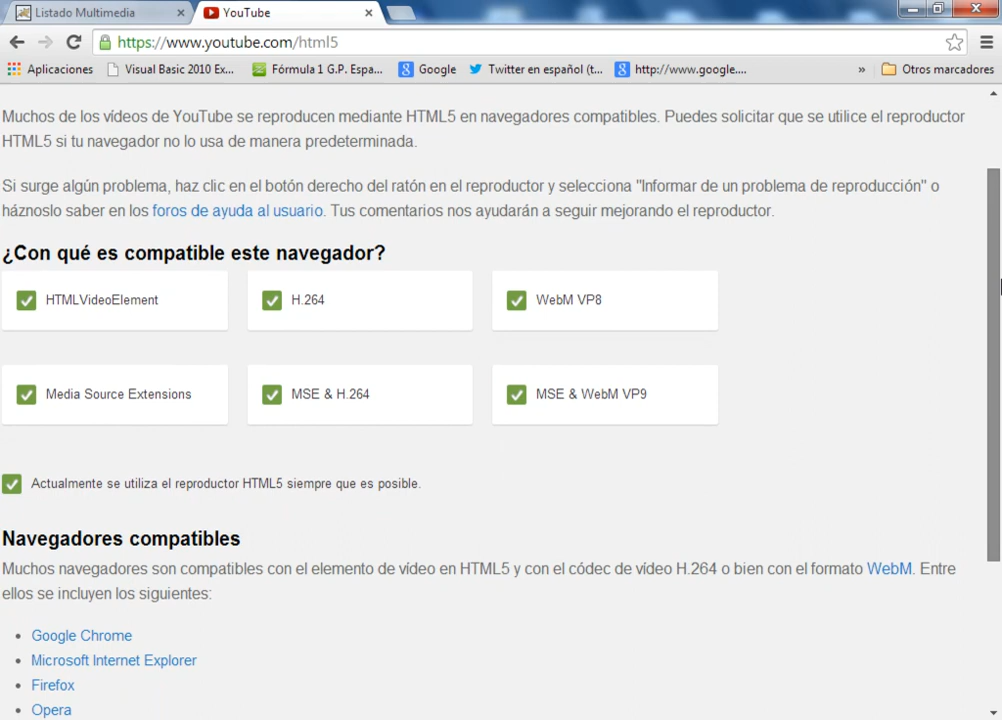 Listado Multimedia
YouTube
https://www.youtube.com/html5
Aplicaciones
Visual Basic 2010 Ex...
Fórmula 1 G.P. Espa...
Google
Twitter en español (t...
http://www.google....
»
Otros marcadores
Muchos de los vídeos de YouTube se reproducen mediante HTML5 en navegadores compatibles. Puedes solicitar que se utilice el reproductor
HTML5 si tu navegador no lo usa de manera predeterminada.
Si surge algún problema, haz clic en el botón derecho del ratón en el reproductor y selecciona "Informar de un problema de reproducción" o
háznoslo saber en los foros de ayuda al usuario. Tus comentarios nos ayudarán a seguir mejorando el reproductor.
¿Con qué es compatible este navegador?
HTMLVideoElement
H.264
WebM VP8
Media Source Extensions
MSE & H.264
MSE & WebM VP9
Actualmente se utiliza el reproductor HTML5 siempre que es posible.
Navegadores compatibles
Muchos navegadores son compatibles con el elemento de vídeo en HTML5 y con el códec de vídeo H.264 o bien con el formato WebM. Entre
ellos se incluyen los siguientes:
• Google Chrome
• Microsoft Internet Explorer
• Firefox
• Opera